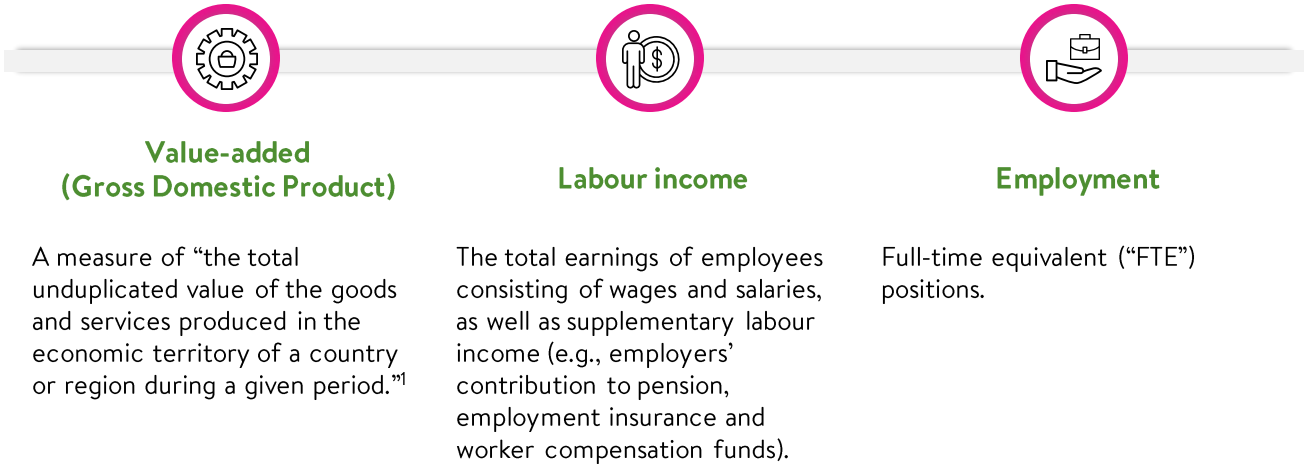 Value-added
(Gross Domestic Product)
A measure of “the total
unduplicated value of the goods
and services produced in the
economic territory of a country
or region during a given period.”1
Labour income
The total earnings of employees
consisting of wages and salaries,
as well as supplementary labour
income (e.g., employers’
contribution to pension,
employment insurance and
worker compensation funds).
Employment
Full-time equivalent (“FTE”)
positions.
$